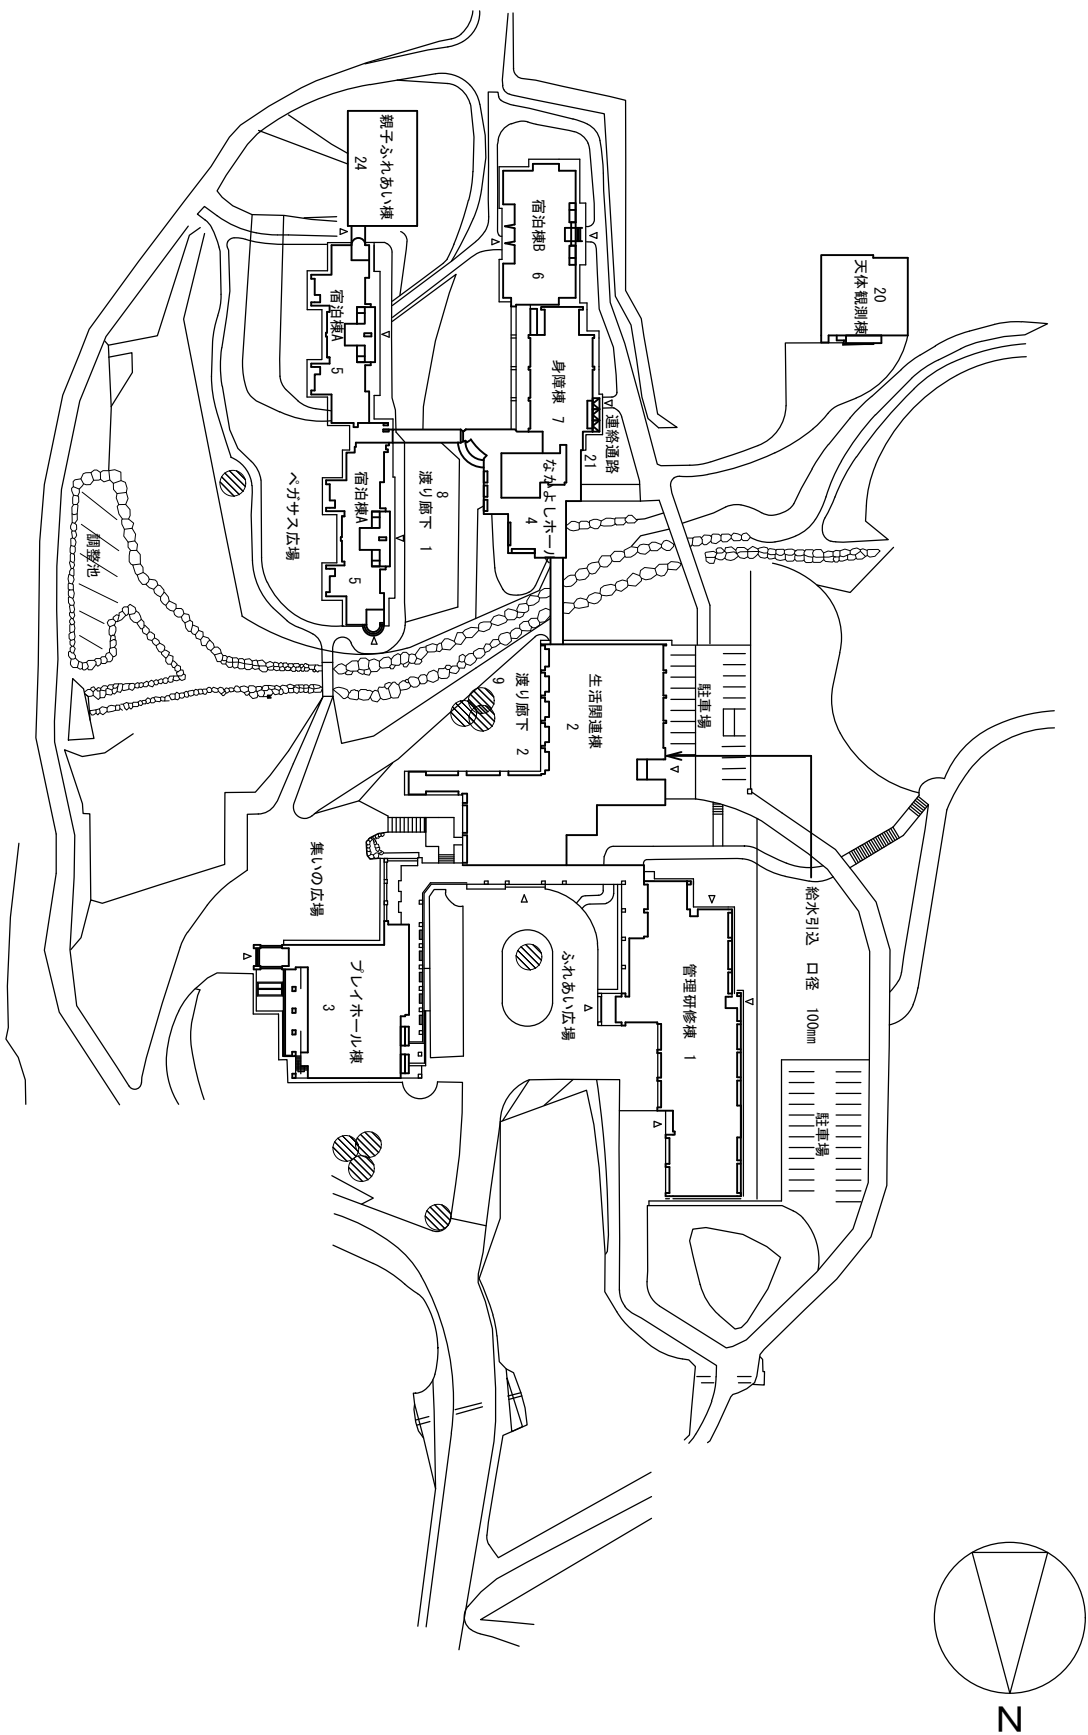 親子ふれあい棟
24
宿泊棟B 6
宿泊棟A
5
天体観測棟
20
身障棟 7
連絡通路
21
なかよしホール
4
渡り廊下 1
8
宿泊棟A
5
ペガサス広場
調整池
生活関連棟
2
渡り廊下 2
9
駐車場
給水引込 口径 100mm
集いの広場
プレイホール棟
3
ふれあい広場
管理研修棟 1
駐車場
N